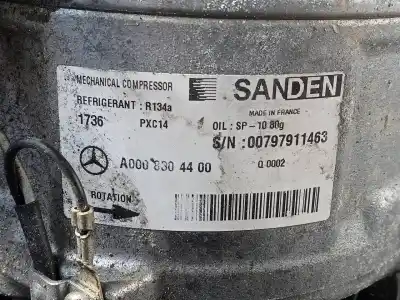 MECHANICAL COMPRESSOR
SANDEN
REFRIGERANT : R134a
MADE IN FRANCE
1736 PXC14 OIL : SP-10 80g
S/N :00797911463
A000 830 44 00 Q 0002
ROTATION